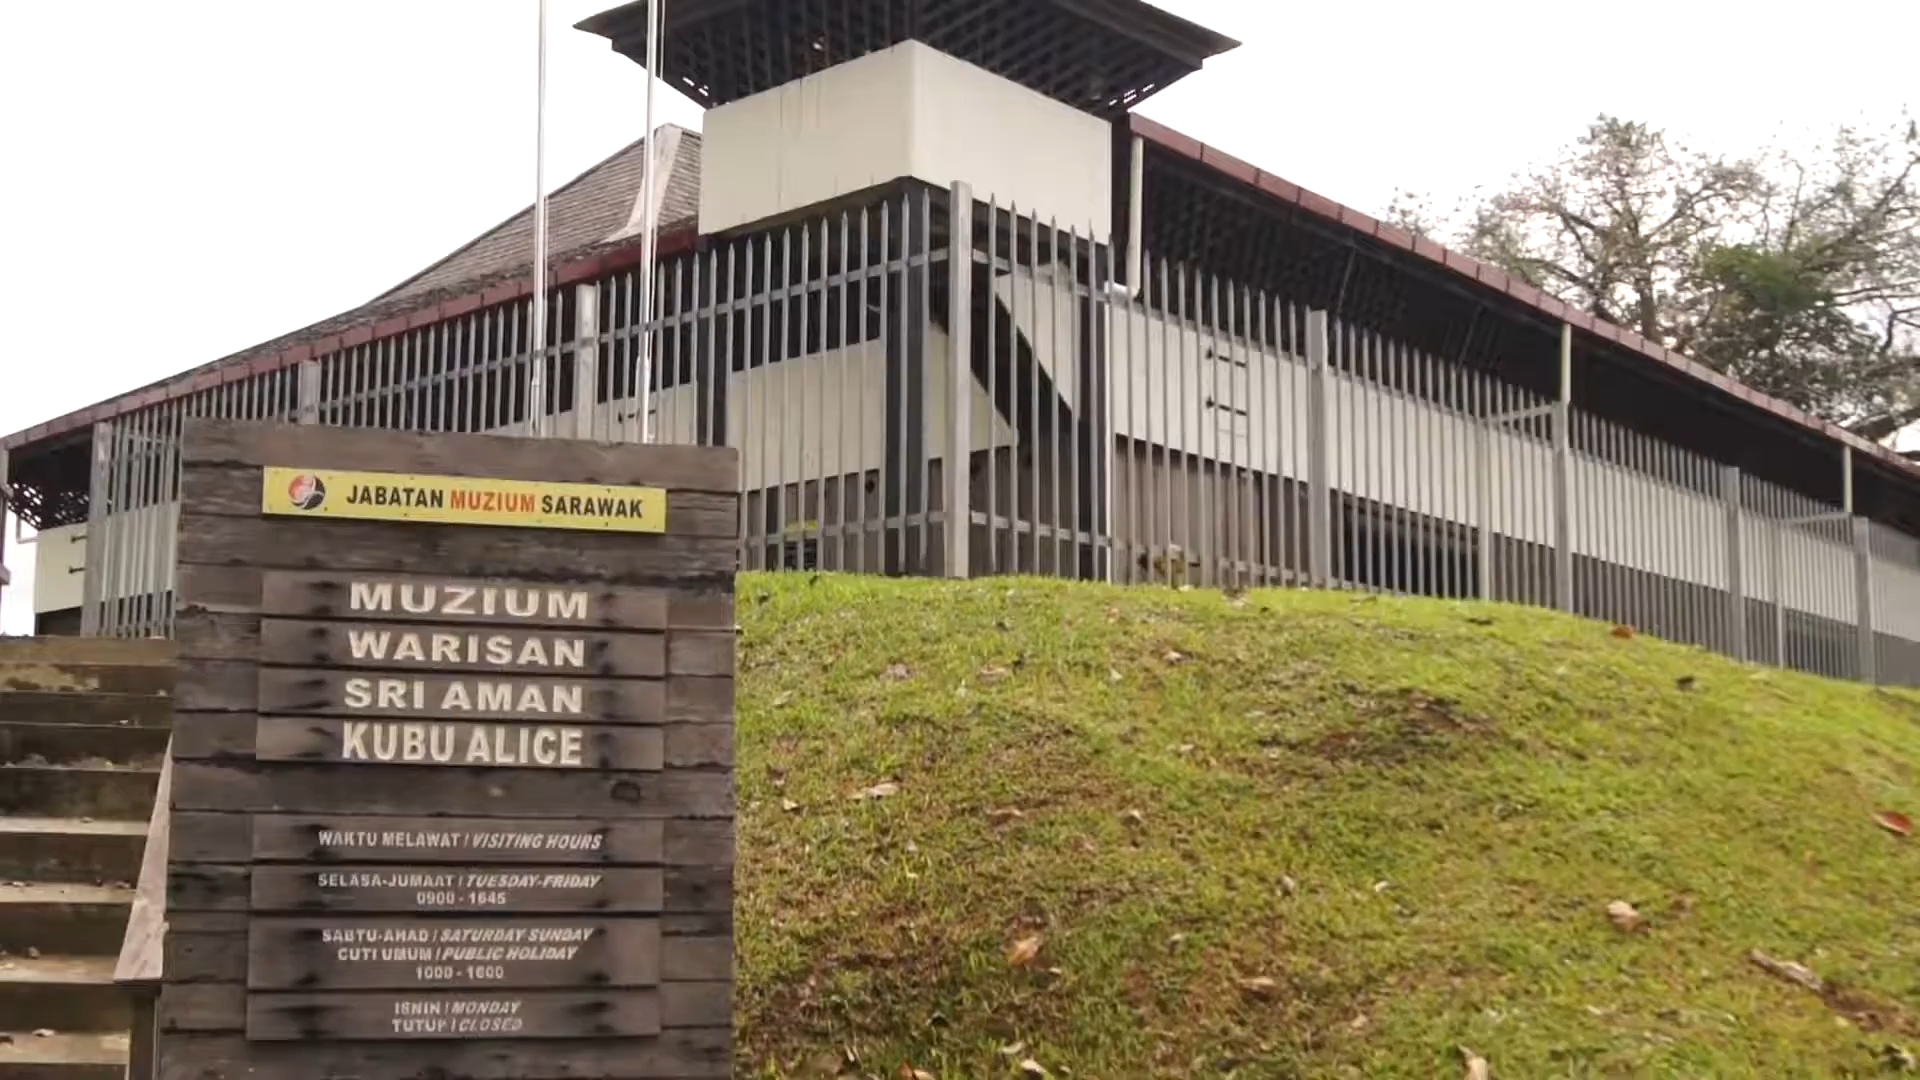 JABATAN MUZIUM SARAWAK
MUZIUM
WARISAN
SRI AMAN
KUBU ALICE
WAKTU MELAWAT / VISITING HOURS
SELASA-JUMAAT / TUESDAY-FRIDAY
0900 - 1645
SABTU-AHAD / SATURDAY-SUNDAY
CUTI UMUM / PUBLIC HOLIDAY
1000 - 1600
ISNIN / MONDAY
TUTUP / CLOSED